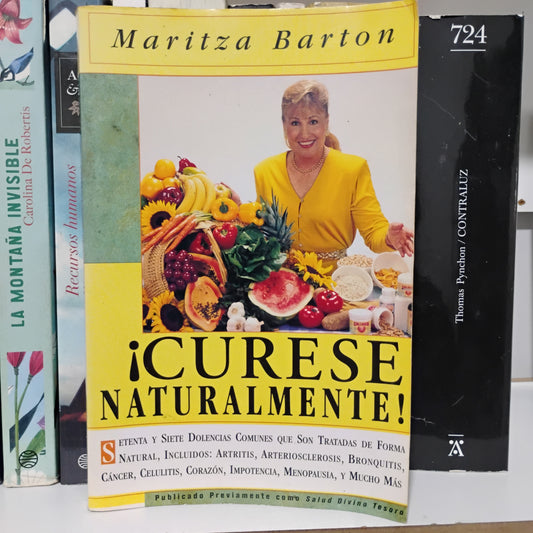 Maritza Barton
¡CURESE
NATURALMENTE!
SETENTA Y SIETE DOLENCIAS COMUNES QUE SON TRATADAS DE FORMA
NATURAL, INCLUIDOS: ARTRITIS, ARTERIOSCLEROSIS, BRONQUITIS,
CÁNCER, CELULITIS, CORAZÓN, IMPOTENCIA, MENOPAUSIA, Y MUCHO MÁS
Publicado Previamente como Salud Divino Tesoro
LA MONTAÑA INVISIBLE
Carolina De Robertis
Recursos humanos
724
Thomas Pynchon / CONTRALUZ
A